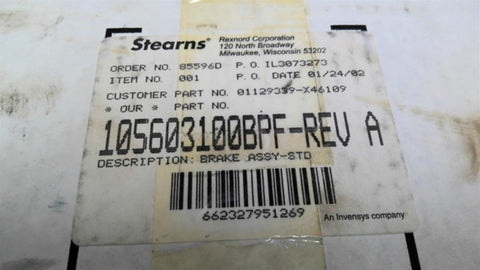 Stearns®
Rexnord Corporation
120 North Broadway
Milwaukee, Wisconsin 53202
ORDER NO. 85596D P.O. IL3073273
ITEM NO. 001 P.O. DATE 01/24/02
CUSTOMER PART NO. 01129339-X46109
* OUR * PART NO.
105603100BPF-REV A
DESCRIPTION: BRAKE ASSY-STD
662327951269
An Invensys company